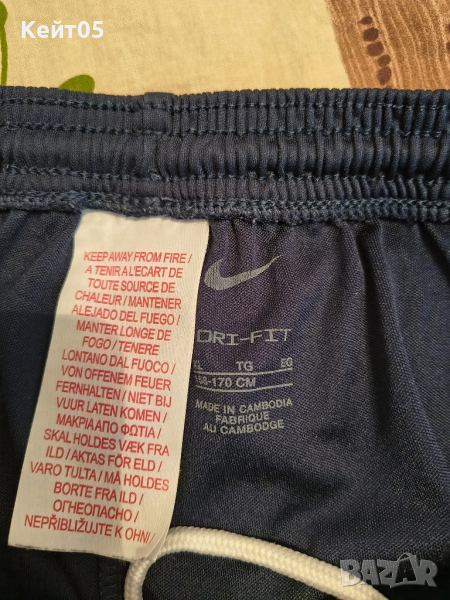 Кейт05
KEEP AWAY FROM FIRE /
A TENIR A L'ECART DE
TOUTE SOURCE DE
CHALEUR / MANTENER
ALEJADO DEL FUEGO /
MANTER LONGE DE
FOGO / TENERE
LONTANO DAL FUOCO /
VON OFFENEM FEUER
FERNHALTEN / NIET BIJ
VUUR LATEN KOMEN /
ΜΑΚΡΙΑ ΑΠΟ ΦΩΤΙΑ /
SKAL HOLDES VÆK FRA
ILD / AKTAS FÖR ELD /
VARO TULTA / MÅ HOLDES
BORTE FRA ILD /
ОГНЕОПАСНО /
NEPŘIBLIŽUJTE K OHNI /
DRI-FIT
XL TG EG
158-170 CM
MADE IN CAMBODIA
FABRIQUE
AU CAMBODGE
BAZAR